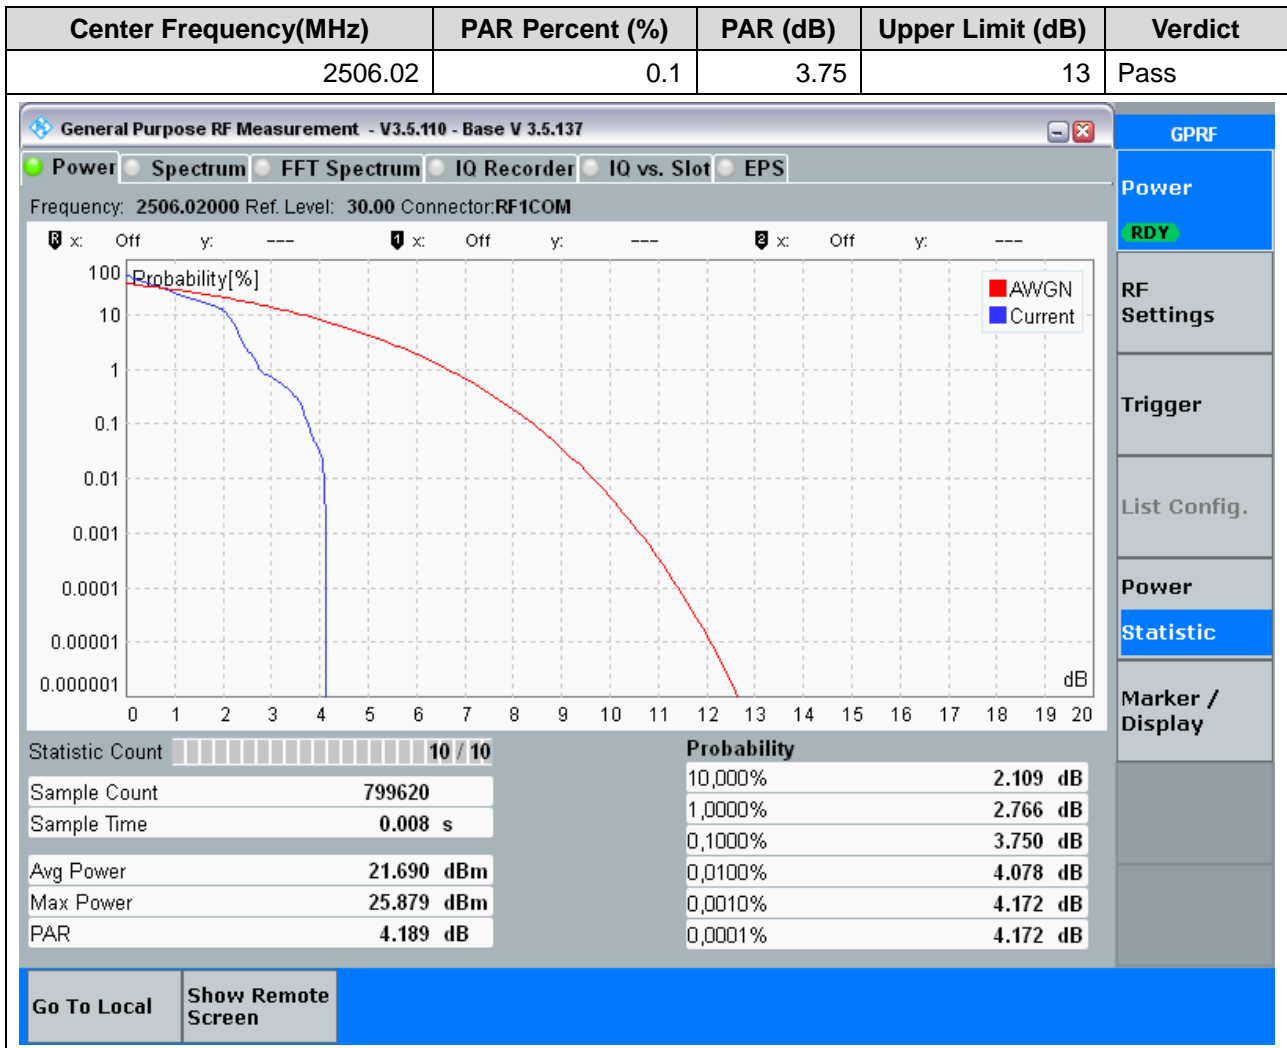 Center Frequency(MHz) PAR Percent (%) PAR (dB) Upper Limit (dB) Verdict
2506.02 0.1 3.75 13 Pass
General Purpose RF Measurement - V3.5.110 - Base V 3.5.137
GPRF
Power Spectrum FFT Spectrum IQ Recorder IQ vs. Slot EPS
Frequency: 2506.02000 Ref. Level: 30.00 Connector:RF1COM
R x: Off y: --- 1 x: Off y: --- 2 x: Off y: ---
Probability[%]
AWGN
Current
100
10
1
0.1
0.01
0.001
0.0001
0.00001
0.000001
dB
0 1 2 3 4 5 6 7 8 9 10 11 12 13 14 15 16 17 18 19 20
Statistic Count 10 / 10
Sample Count 799620
Sample Time 0.008 s
Avg Power 21.690 dBm
Max Power 25.879 dBm
PAR 4.189 dB
Probability
10,000% 2.109 dB
1,0000% 2.766 dB
0,1000% 3.750 dB
0,0100% 4.078 dB
0,0010% 4.172 dB
0,0001% 4.172 dB
Power
RDY
RF
Settings
Trigger
List Config.
Power
Statistic
Marker /
Display
Go To Local
Show Remote
Screen